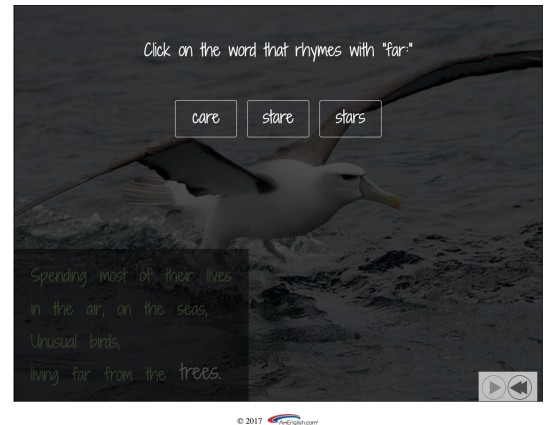 Click on the word that rhymes with "far:"
care stare stars
Spending most of their lives
in the air, on the seas,
Unusual birds,
living far from the trees.
© 2017 AmEnglish.com